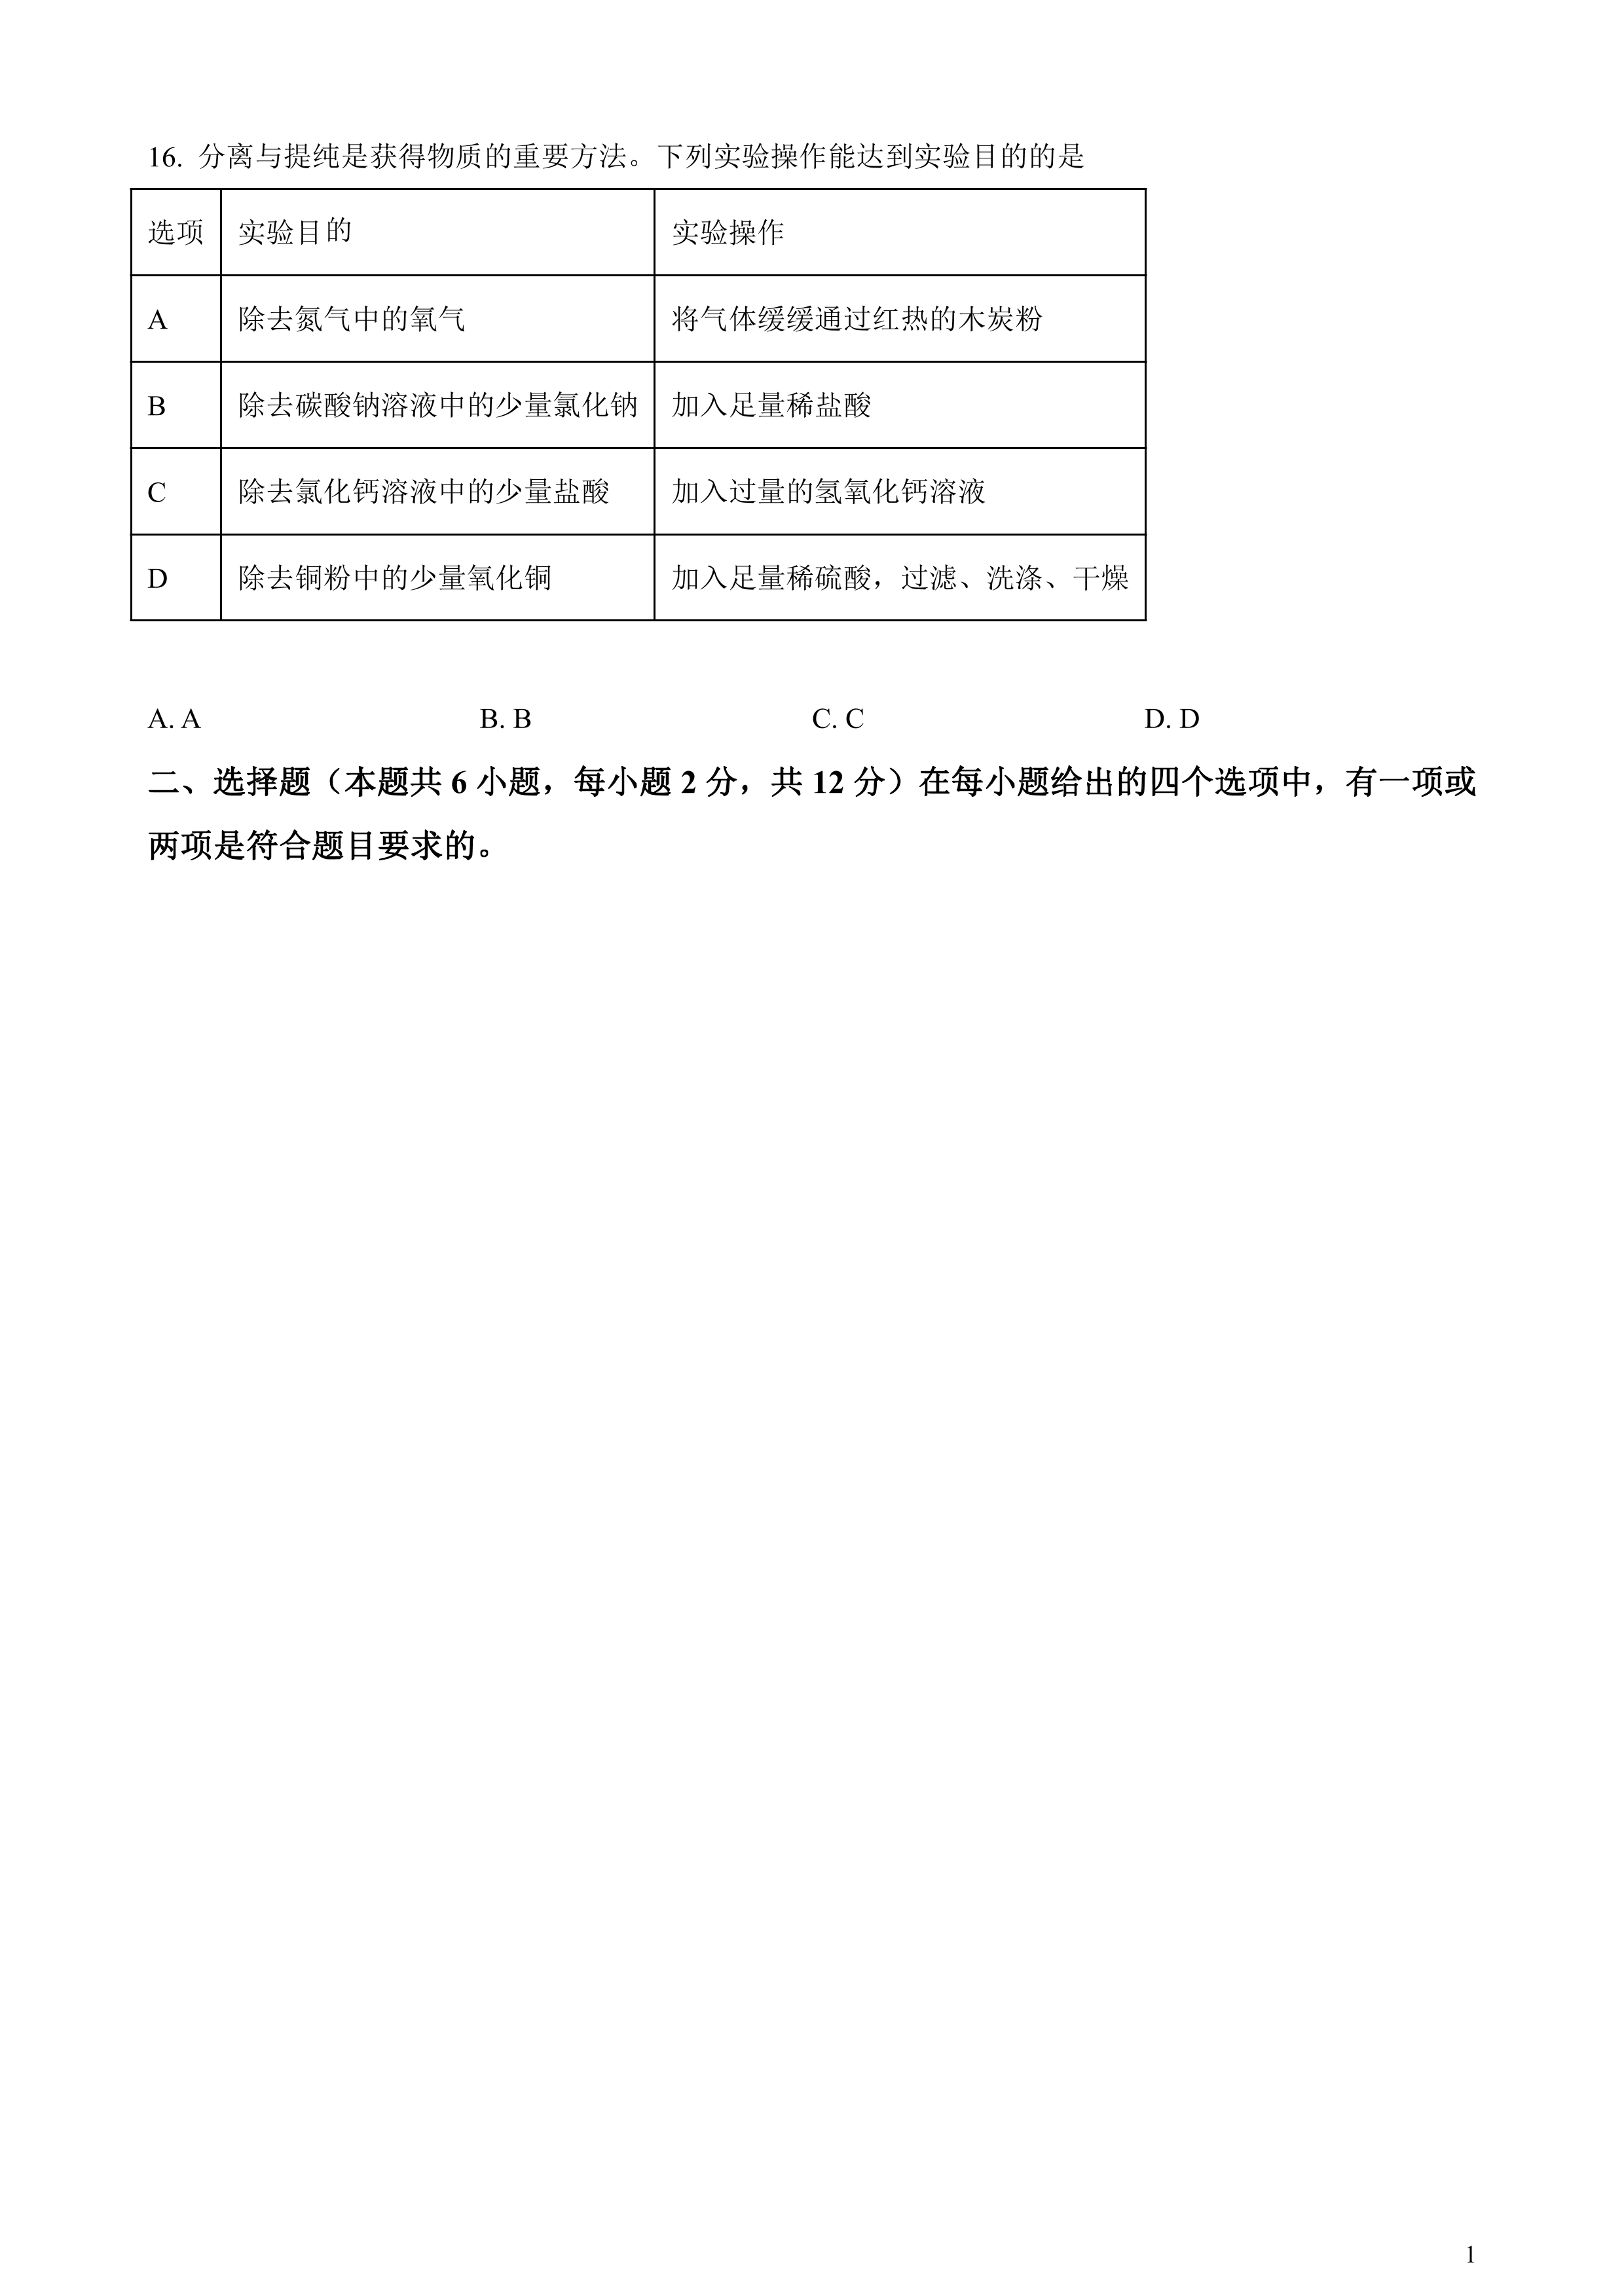 16. 分离与提纯是获得物质的重要方法。下列实验操作能达到实验目的的是
选项 实验目的 实验操作
A 除去氮气中的氧气 将气体缓缓通过红热的木炭粉
B 除去碳酸钠溶液中的少量氯化钠 加入足量稀盐酸
C 除去氯化钙溶液中的少量盐酸 加入过量的氢氧化钙溶液
D 除去铜粉中的少量氧化铜 加入足量稀硫酸，过滤、洗涤、干燥
A. A B. B C. C D. D
二、选择题（本题共 6 小题，每小题 2 分，共 12 分）在每小题给出的四个选项中，有一项或
两项是符合题目要求的。
1